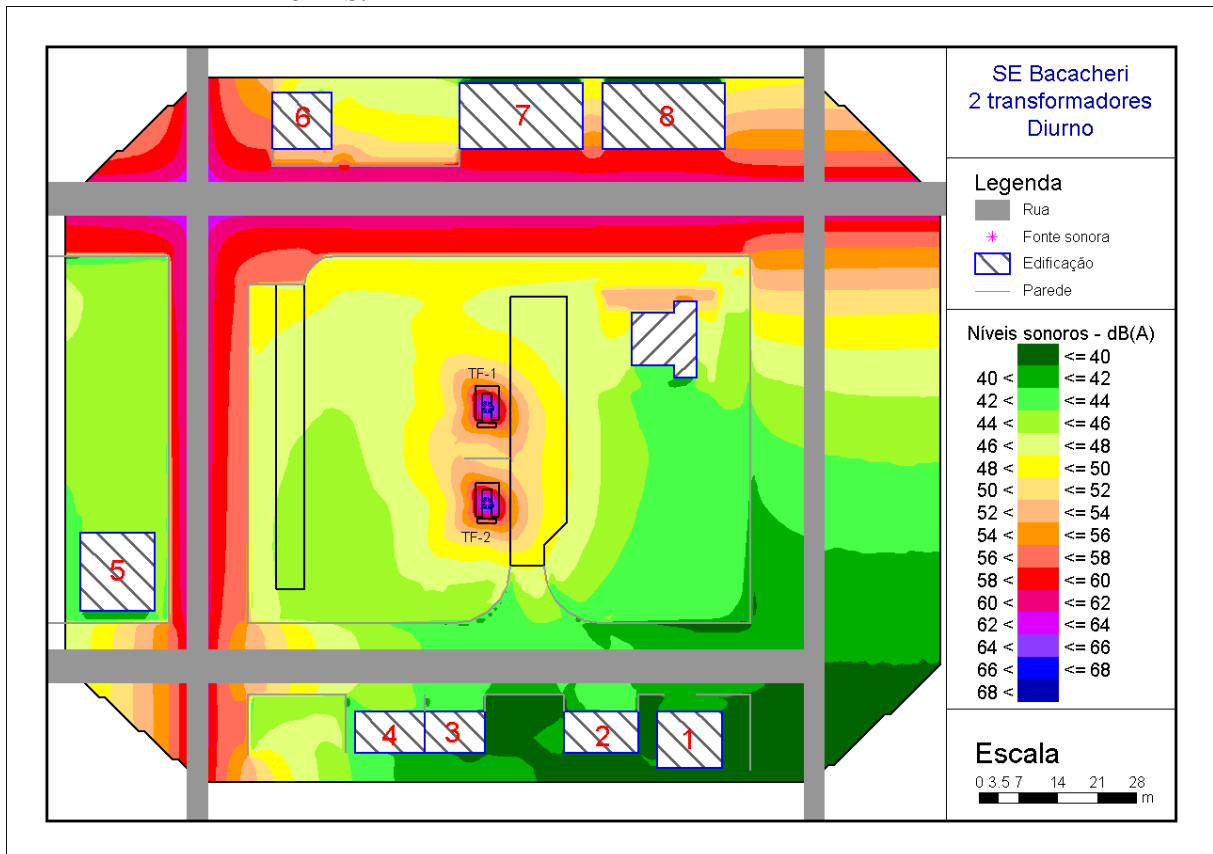 SE Bacacheri
2 transformadores
Diurno
Legenda
Rua
Fonte sonora
Edificação
Parede
Níveis sonoros - dB(A)
<= 40
40 < <= 42
42 < <= 44
44 < <= 46
46 < <= 48
48 < <= 50
50 < <= 52
52 < <= 54
54 < <= 56
56 < <= 58
58 < <= 60
60 < <= 62
62 < <= 64
64 < <= 66
66 < <= 68
68 <
Escala
0 3.5 7 14 21 28
m
6
7
8
TF-1
TF-2
5
4
3
2
1